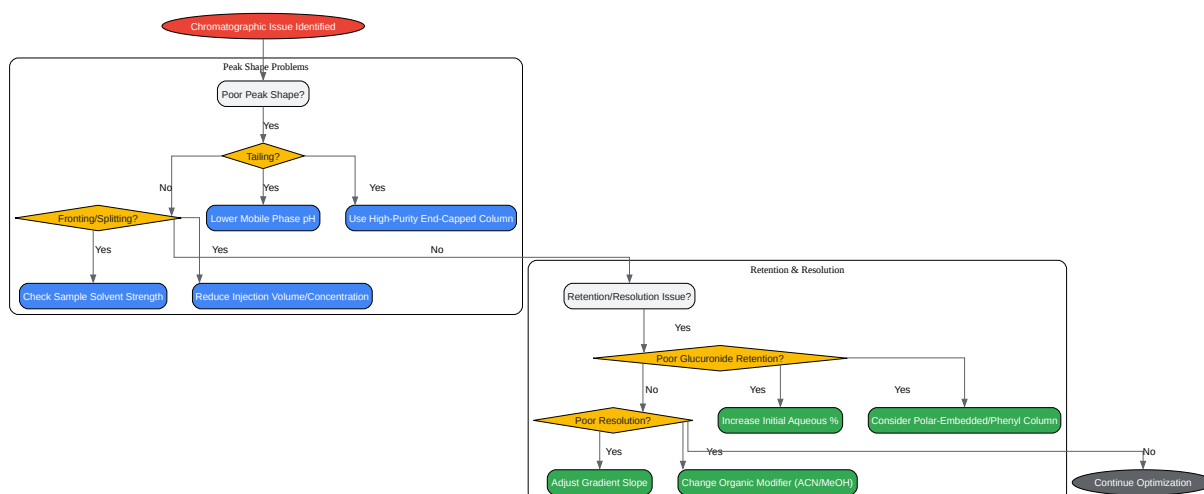 Chromatographic Issue Identified
Peak Shape Problems
Poor Peak Shape?
Yes
Tailing?
No
Yes
Yes
Fronting/Splitting?
Lower Mobile Phase pH
Use High-Purity End-Capped Column
Yes
Yes
No
Check Sample Solvent Strength
Reduce Injection Volume/Concentration
Retention & Resolution
Retention/Resolution Issue?
Yes
Poor Glucuronide Retention?
No
Yes
Yes
Poor Resolution?
Increase Initial Aqueous %
Consider Polar-Embedded/Phenyl Column
Yes
Yes
No
Adjust Gradient Slope
Change Organic Modifier (ACN/MeOH)
Continue Optimization